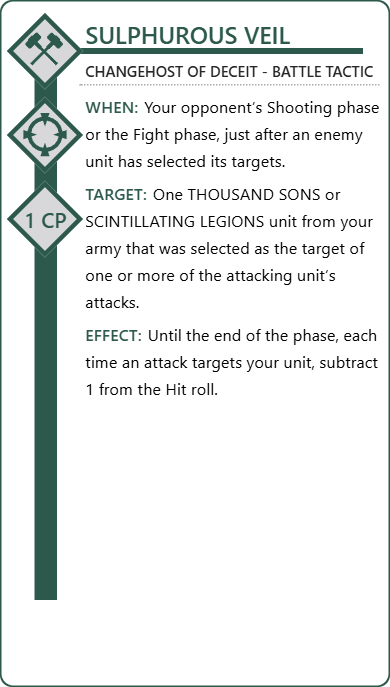 SULPHUROUS VEIL
CHANGEHOST OF DECEIT - BATTLE TACTIC
WHEN: Your opponent’s Shooting phase
or the Fight phase, just after an enemy
unit has selected its targets.
1 CP
TARGET: One THOUSAND SONS or
SCINTILLATING LEGIONS unit from your
army that was selected as the target of
one or more of the attacking unit’s
attacks.
EFFECT: Until the end of the phase, each
time an attack targets your unit, subtract
1 from the Hit roll.